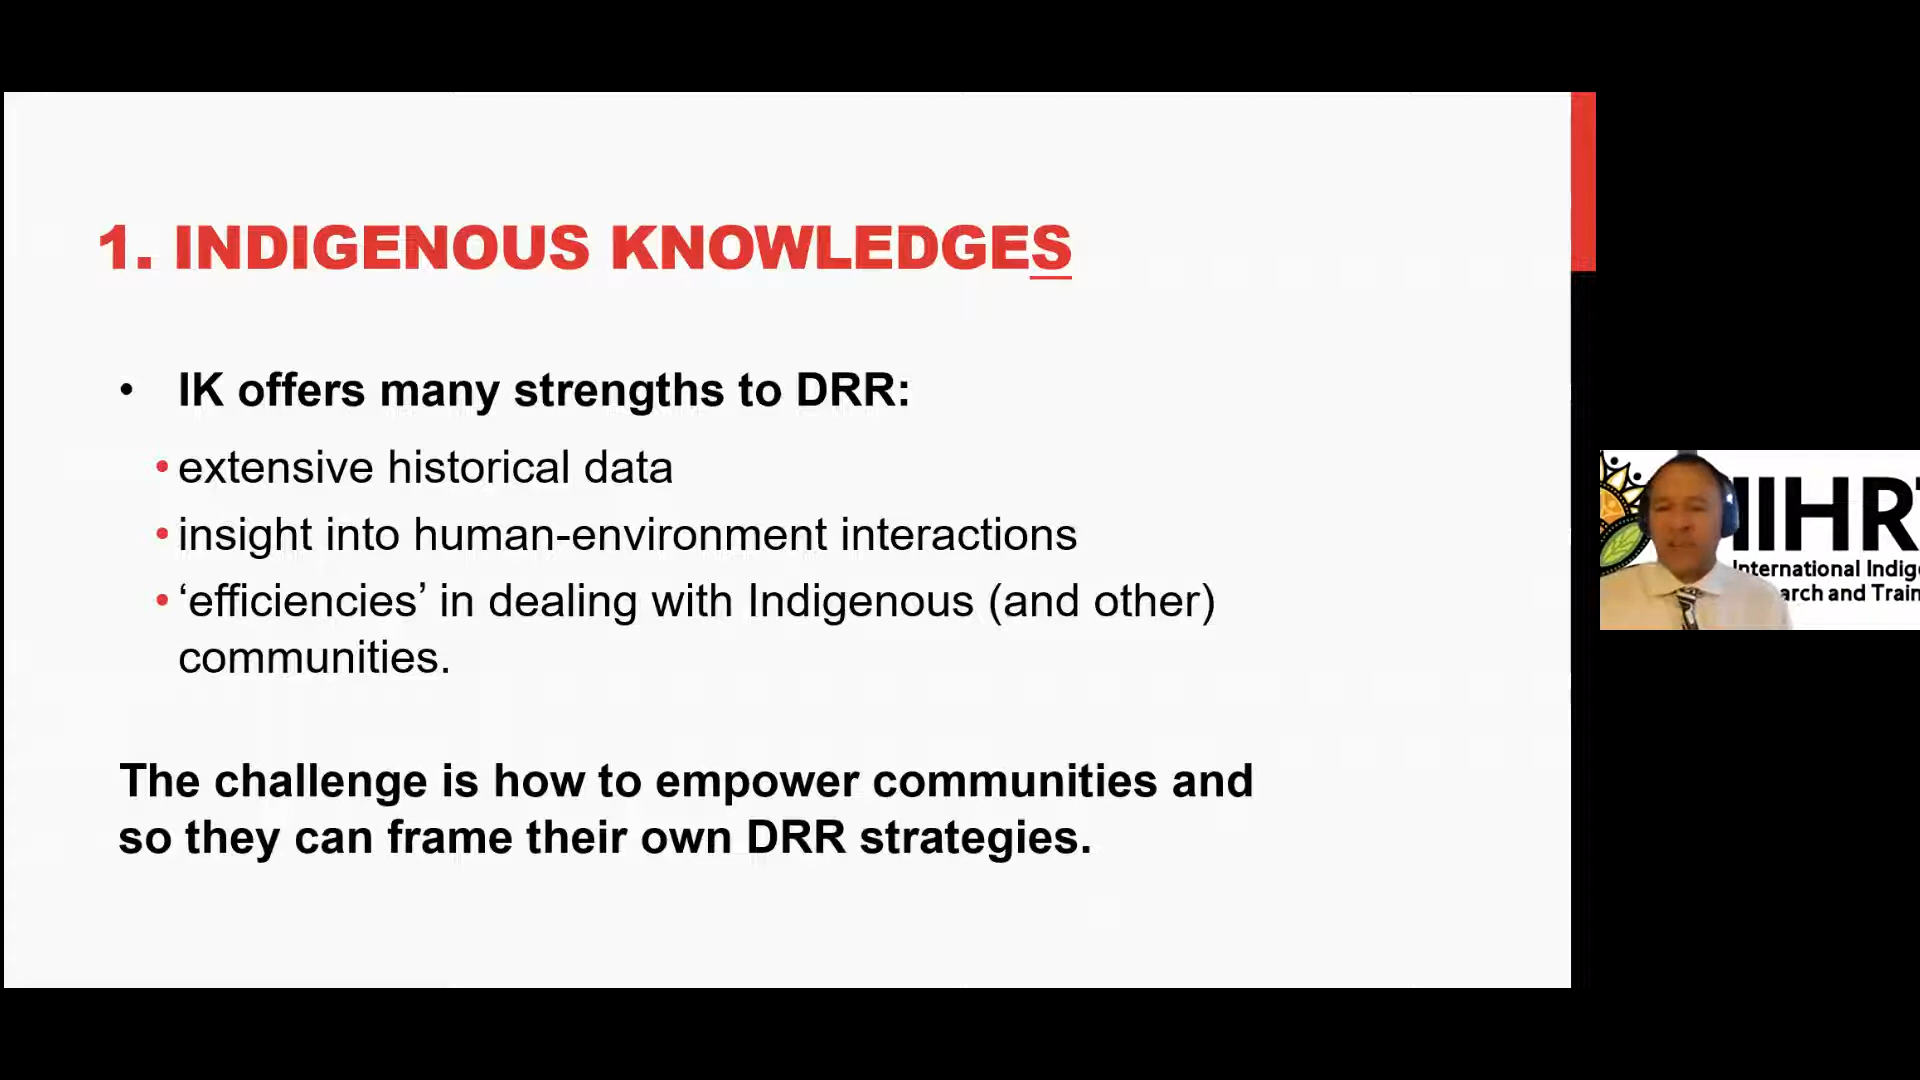 1. INDIGENOUS KNOWLEDGES
• IK offers many strengths to DRR:
• extensive historical data
• insight into human-environment interactions
• ‘efficiencies’ in dealing with Indigenous (and other)
communities.
The challenge is how to empower communities and
so they can frame their own DRR strategies.
IIHR
International Indige
arch and Train